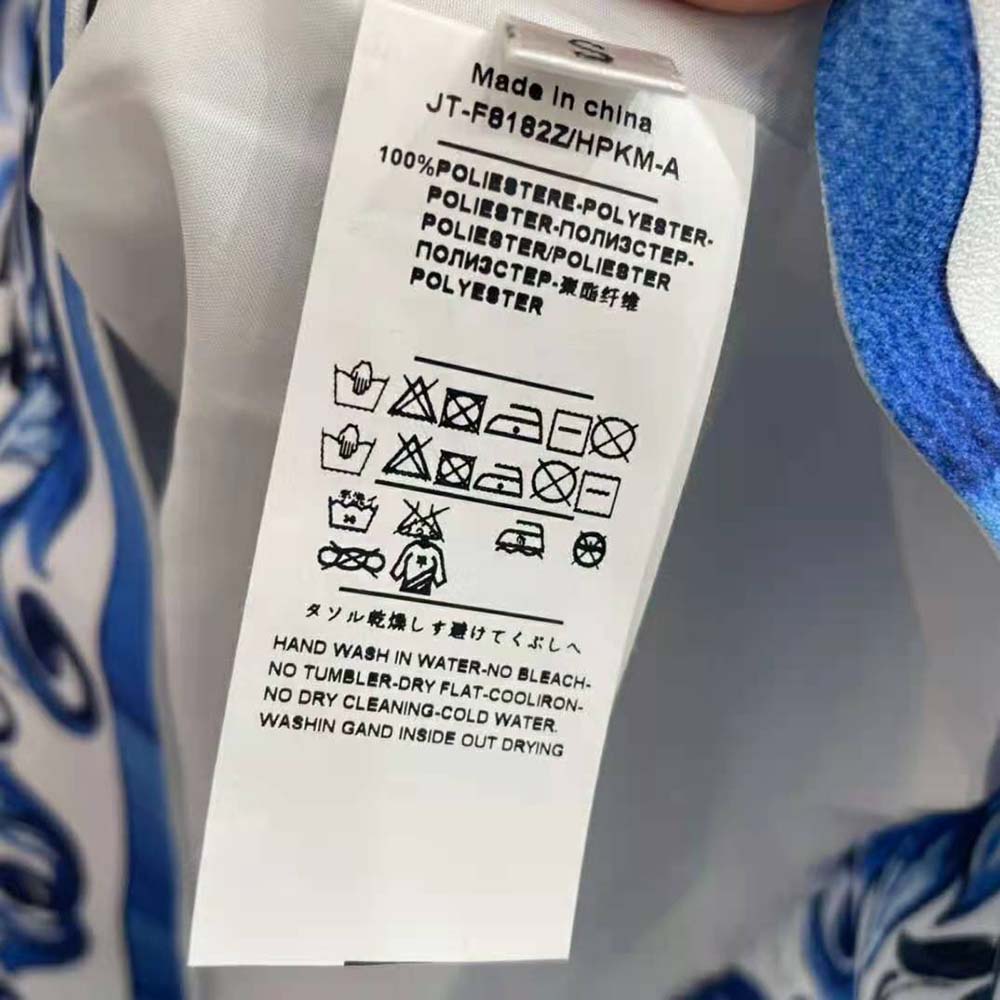 S
Made in china
JT-F8182Z/HPKM-A
100%POLIESTERE-POLYESTER-
POLIESTER-ПОЛИЗСТЕР-
POLIESTER/POLIESTER
ПОЛИЗСТЕР-聚酯纤维
POLYESTER
タソル乾燥しす避けてくぶしへ
HAND WASH IN WATER-NO BLEACH-
NO TUMBLER-DRY FLAT-COOLIRON-
NO DRY CLEANING-COLD WATER.
WASHIN GAND INSIDE OUT DRYING